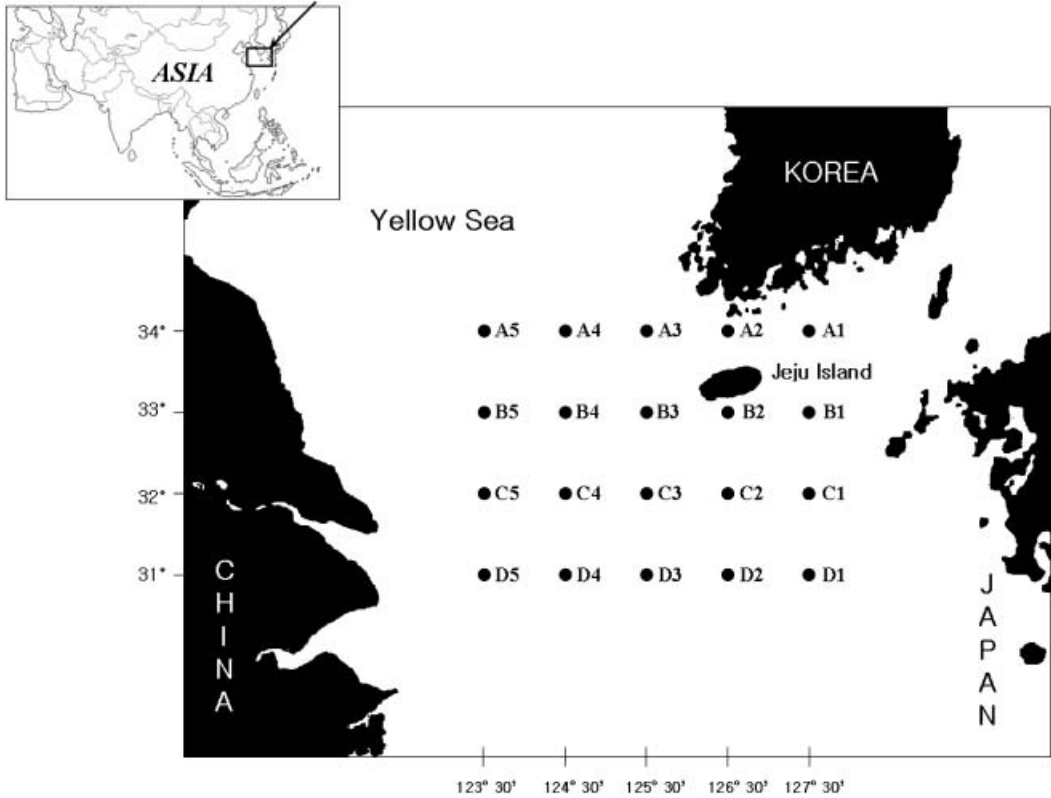 ASIA
KOREA
Yellow Sea
34° A5 A4 A3 A2 A1
Jeju Island
33° B5 B4 B3 B2 B1
32° C5 C4 C3 C2 C1
31° D5 D4 D3 D2 D1
CHINA
JAPAN
123° 30' 124° 30' 125° 30' 126° 30' 127° 30'